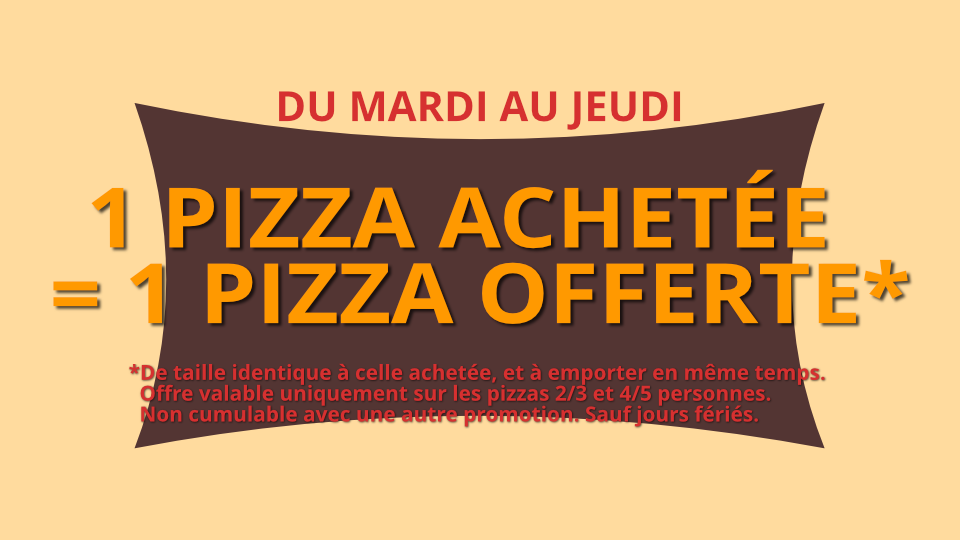 DU MARDI AU JEUDI
1 PIZZA ACHETÉE
= 1 PIZZA OFFERTE*
*De taille identique à celle achetée, et à emporter en même temps.
Offre valable uniquement sur les pizzas 2/3 et 4/5 personnes.
Non cumulable avec une autre promotion. Sauf jours fériés.